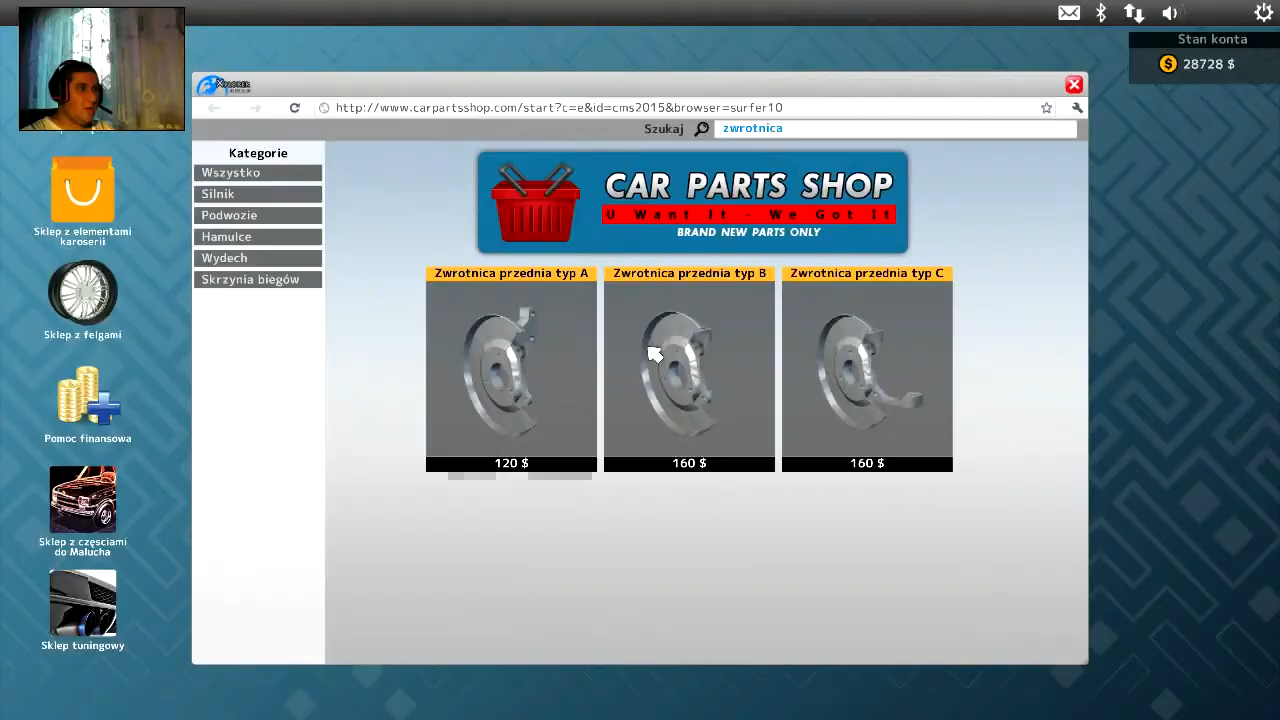 Stan konta
28728 $
XPLORER
http://www.carpartsshop.com/start?c=e&id=cms2015&browser=surfer10
Szukaj zwrotnica
Kategorie
Wszystko
Silnik
Podwozie
Hamulce
Wydech
Skrzynia biegów
CAR PARTS SHOP
U Want It - We Got It
BRAND NEW PARTS ONLY
Zwrotnica przednia typ A
120 $
Zwrotnica przednia typ B
160 $
Zwrotnica przednia typ C
160 $
Sklep z elementami
karoserii
Sklep z felgami
Pomoc finansowa
Sklep z częsciami
do Malucha
Sklep tuningowy